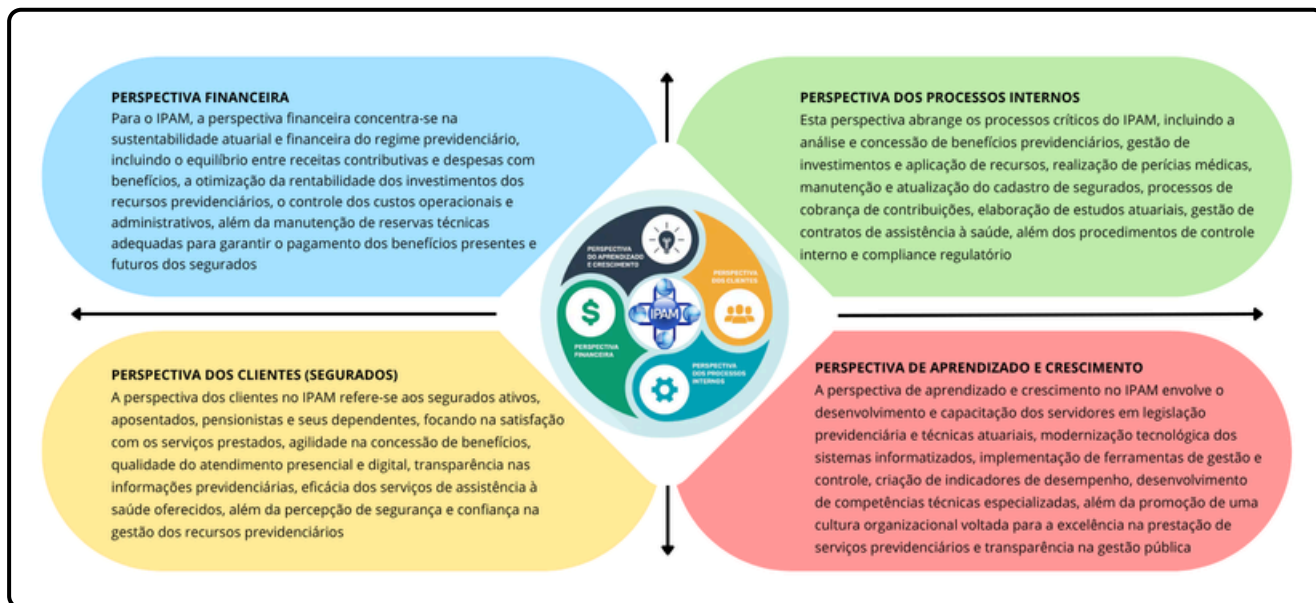 PERSPECTIVA FINANCEIRA
Para o IPAM, a perspectiva financeira concentra-se na
sustentabilidade atuarial e financeira do regime previdenciário,
incluindo o equilíbrio entre receitas contributivas e despesas com
benefícios, a otimização da rentabilidade dos investimentos dos
recursos previdenciários, o controle dos custos operacionais e
administrativos, além da manutenção de reservas técnicas
adequadas para garantir o pagamento dos benefícios presentes e
futuros dos segurados
PERSPECTIVA DOS PROCESSOS INTERNOS
Esta perspectiva abrange os processos críticos do IPAM, incluindo a
análise e concessão de benefícios previdenciários, gestão de
investimentos e aplicação de recursos, realização de perícias médicas,
manutenção e atualização do cadastro de segurados, processos de
cobrança de contribuições, elaboração de estudos atuariais, gestão de
contratos de assistência à saúde, além dos procedimentos de controle
interno e compliance regulatório
PERSPECTIVA
DO APRENDIZADO
E CRESCIMENTO
PERSPECTIVA
DOS CLIENTES
IPAM
PERSPECTIVA
FINANCEIRA
PERSPECTIVA
DOS PROCESSOS
INTERNOS
PERSPECTIVA DOS CLIENTES (SEGURADOS)
A perspectiva dos clientes no IPAM refere-se aos segurados ativos,
aposentados, pensionistas e seus dependentes, focando na satisfação
com os serviços prestados, agilidade na concessão de benefícios,
qualidade do atendimento presencial e digital, transparência nas
informações previdenciárias, eficácia dos serviços de assistência à
saúde oferecidos, além da percepção de segurança e confiança na
gestão dos recursos previdenciários
PERSPECTIVA DE APRENDIZADO E CRESCIMENTO
A perspectiva de aprendizado e crescimento no IPAM envolve o
desenvolvimento e capacitação dos servidores em legislação
previdenciária e técnicas atuariais, modernização tecnológica dos
sistemas informatizados, implementação de ferramentas de gestão e
controle, criação de indicadores de desempenho, desenvolvimento
de competências técnicas especializadas, além da promoção de uma
cultura organizacional voltada para a excelência na prestação de
serviços previdenciários e transparência na gestão pública